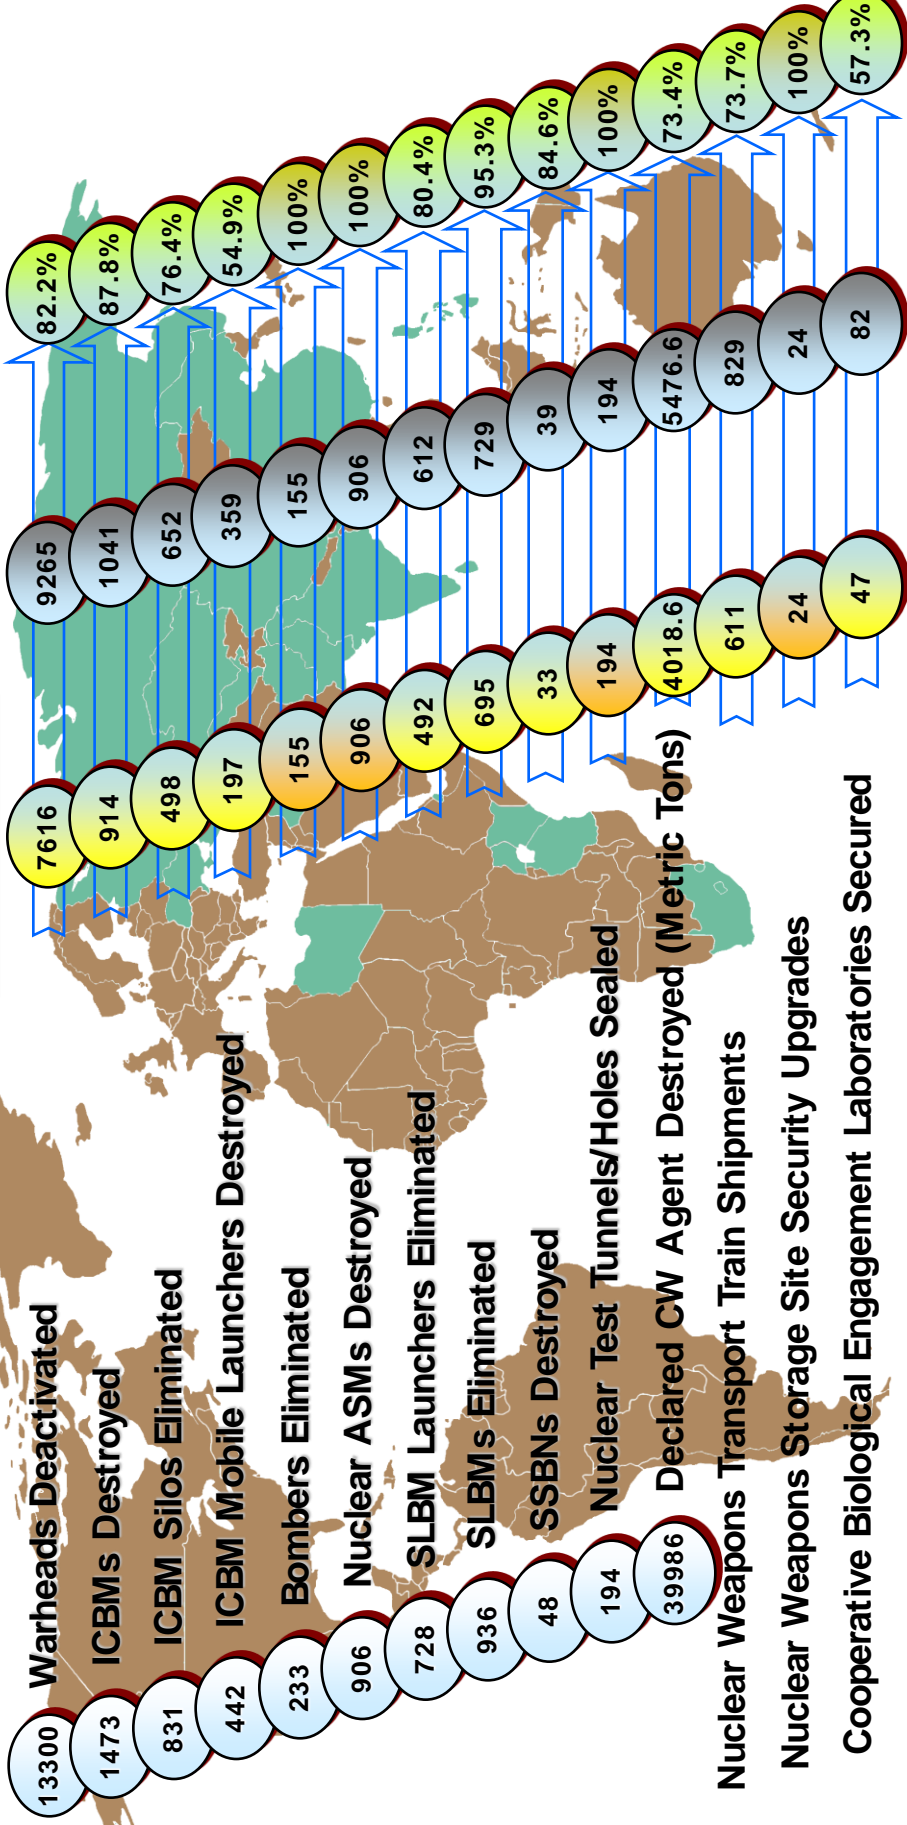 13300 Warheads Deactivated 7616 9265 82.2%
1473 ICBMs Destroyed 914 1041 87.8%
831 ICBM Silos Eliminated 498 652 76.4%
442 ICBM Mobile Launchers Destroyed 197 359 54.9%
233 Bombers Eliminated 155 155 100%
906 Nuclear ASMs Destroyed 906 906 100%
728 SLBM Launchers Eliminated 492 612 80.4%
936 SLBMs Eliminated 695 729 95.3%
48 SSBNs Destroyed 33 39 84.6%
194 Nuclear Test Tunnels/Holes Sealed 194 194 100%
39986 Declared CW Agent Destroyed (Metric Tons) 4018.6 5476.6 73.4%
Nuclear Weapons Transport Train Shipments 611 829 73.7%
Nuclear Weapons Storage Site Security Upgrades 24 24 100%
Cooperative Biological Engagement Laboratories Secured 47 82 57.3%